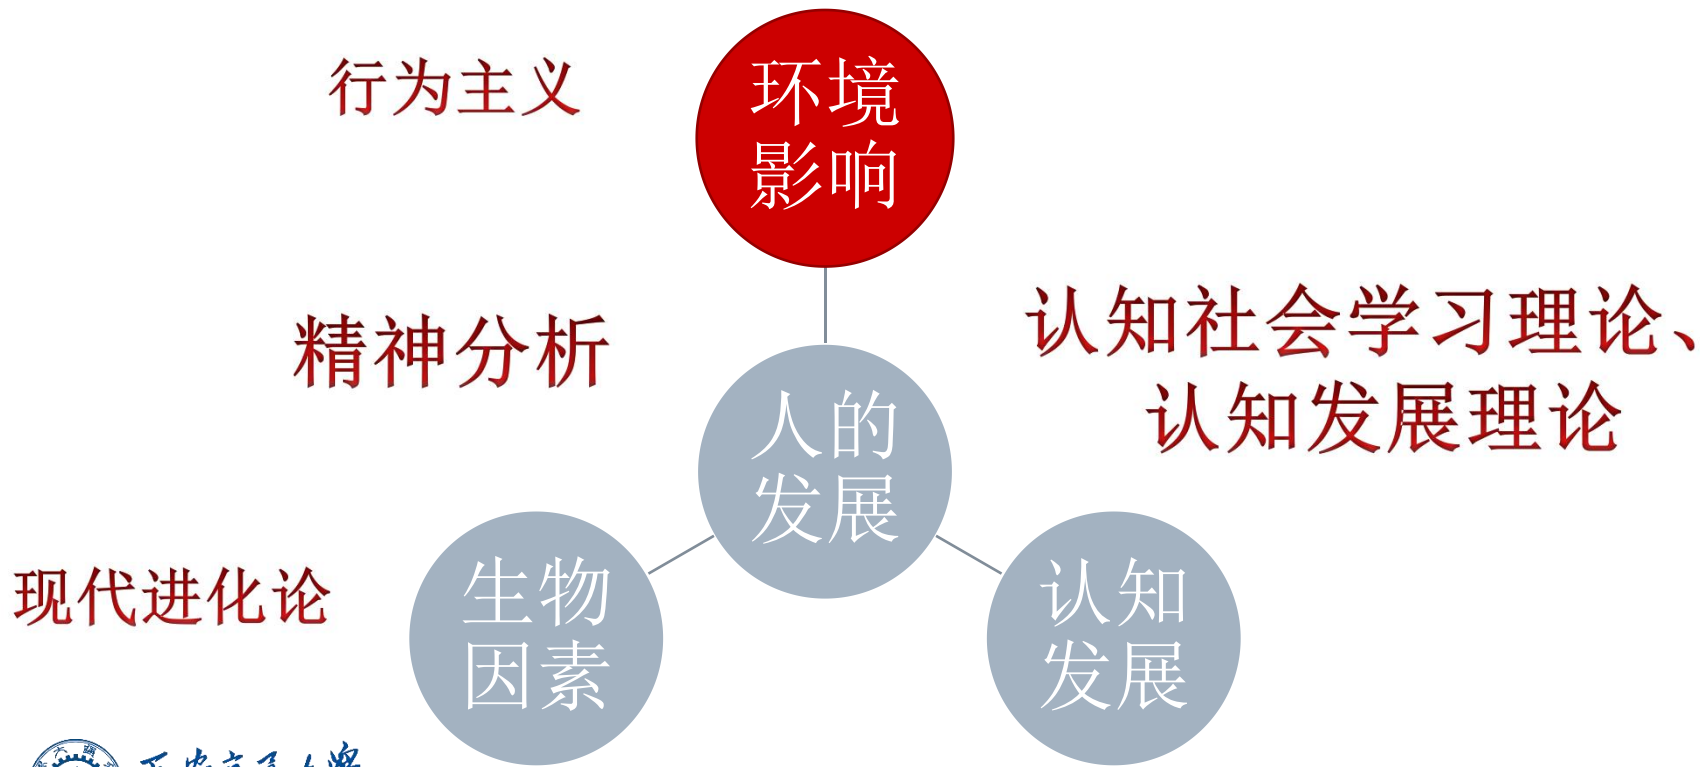 行为主义
环境
影响
精神分析
认知社会学习理论、
认知发展理论
人的
发展
现代进化论
生物
因素
认知
发展